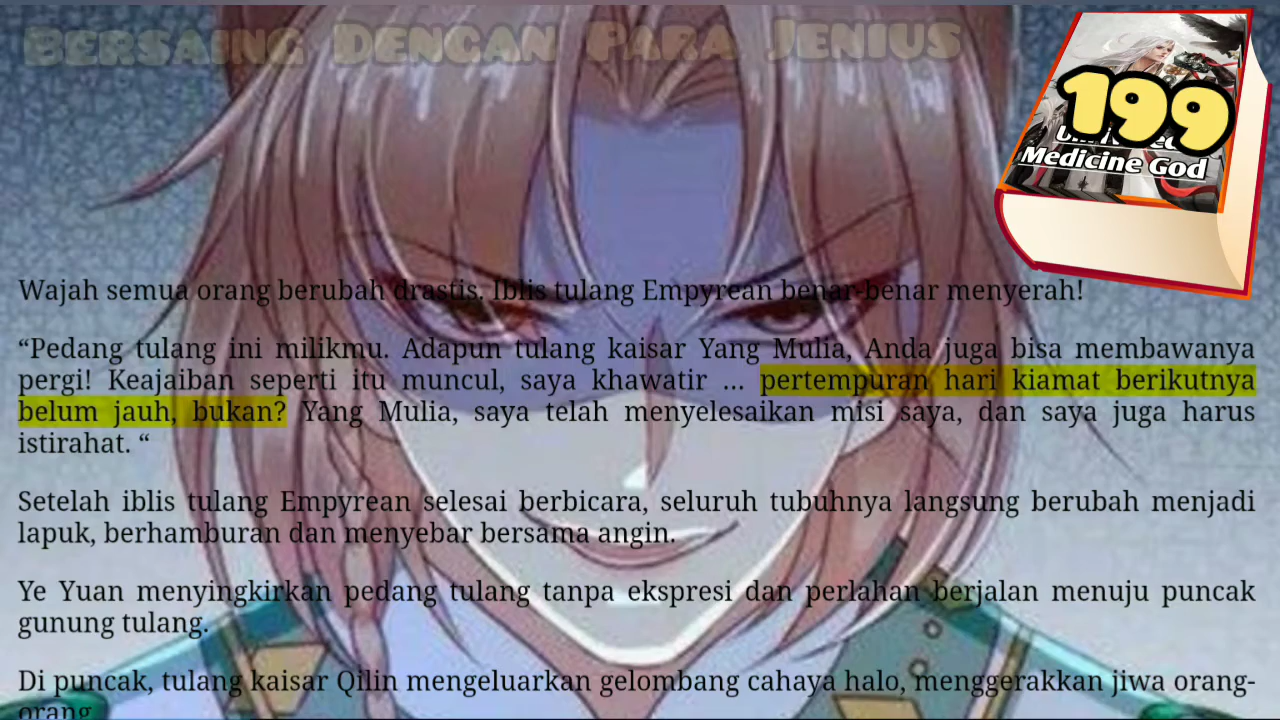 Bersaing Dengan Para Jenius
199
Medicine God
Wajah semua orang berubah drastis. Iblis tulang Empyrean benar-benar menyerah!
“Pedang tulang ini milikmu. Adapun tulang kaisar Yang Mulia, Anda juga bisa membawanya
pergi! Keajaiban seperti itu muncul, saya khawatir ... pertempuran hari kiamat berikutnya
belum jauh, bukan? Yang Mulia, saya telah menyelesaikan misi saya, dan saya juga harus
istirahat. “
Setelah iblis tulang Empyrean selesai berbicara, seluruh tubuhnya langsung berubah menjadi
lapuk, berhamburan dan menyebar bersama angin.
Ye Yuan menyingkirkan pedang tulang tanpa ekspresi dan perlahan berjalan menuju puncak
gunung tulang.
Di puncak, tulang kaisar Qilin mengeluarkan gelombang cahaya halo, menggerakkan jiwa orang-
orang